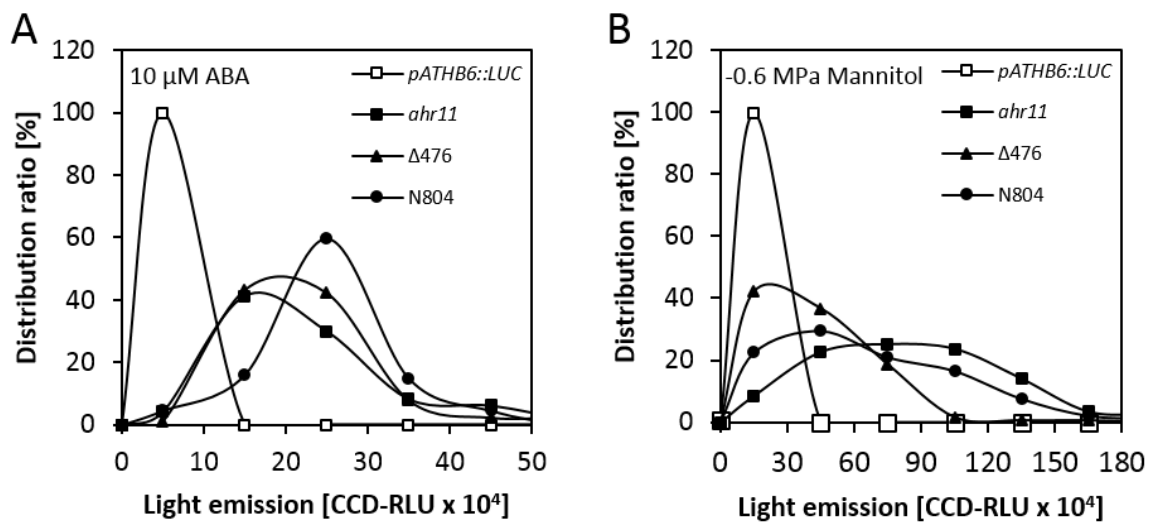 A
B
120
100
80
60
40
20
0
Distribution ratio [%]
10 µM ABA
pATHB6::LUC
ahr11
Δ476
N804
0 10 20 30 40 50
Light emission [CCD-RLU x 10⁴]
120
100
80
60
40
20
0
Distribution ratio [%]
-0.6 MPa Mannitol
pATHB6::LUC
ahr11
Δ476
N804
0 30 60 90 120 150 180
Light emission [CCD-RLU x 10⁴]